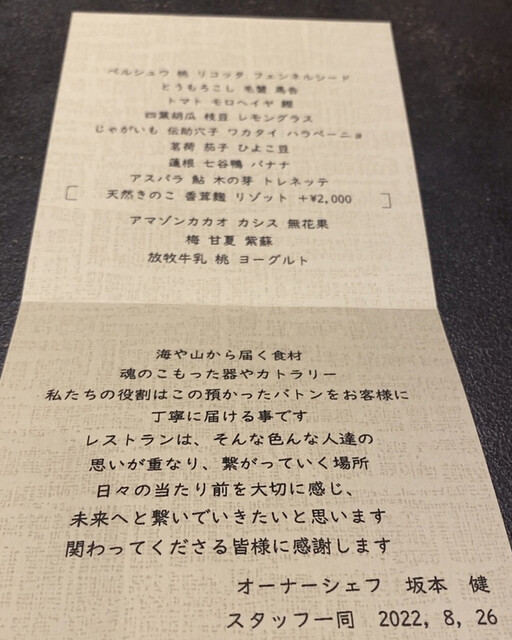 ペルシュウ 桃 リコッタ フェンネルシード
とうもろこし 毛蟹 馬告
トマト モロヘイヤ 鰹
四葉胡瓜 枝豆 レモングラス
じゃがいも 伝助穴子 ワカタイ ハラペーニョ
茗荷 茄子 ひよこ豆
蓮根 七谷鴨 バナナ
アスパラ 鮎 木の芽 トレネッテ
[ 天然きのこ 香茸麹 リゾット +¥2,000 ]
アマゾンカカオ カシス 無花果
梅 甘夏 紫蘇
放牧牛乳 桃 ヨーグルト
海や山から届く食材
魂のこもった器やカトラリー
私たちの役割はこの預かったバトンをお客様に
丁寧に届ける事です
レストランは、そんな色んな人達の
思いが重なり、繋がっていく場所
日々の当たり前を大切に感じ、
未来へと繋いでいきたいと思います
関わってくださる皆様に感謝します
オーナーシェフ 坂本 健
スタッフ一同 2022, 8, 26